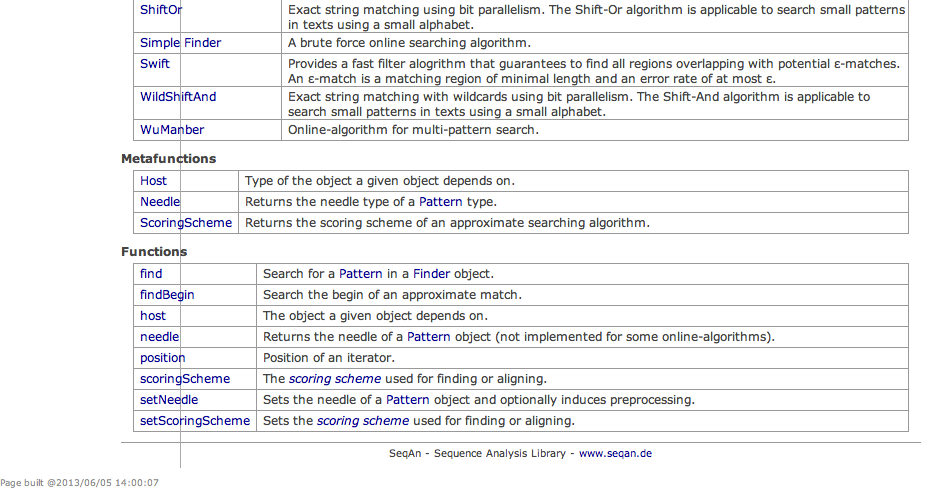 ShiftOr Exact string matching using bit parallelism. The Shift-Or algorithm is applicable to search small patterns
in texts using a small alphabet.
Simple Finder A brute force online searching algorithm.
Swift Provides a fast filter alogrithm that guarantees to find all regions overlapping with potential ε-matches.
An ε-match is a matching region of minimal length and an error rate of at most ε.
WildShiftAnd Exact string matching with wildcards using bit parallelism. The Shift-And algorithm is applicable to
search small patterns in texts using a small alphabet.
WuManber Online-algorithm for multi-pattern search.
Metafunctions
Host Type of the object a given object depends on.
Needle Returns the needle type of a Pattern type.
ScoringScheme Returns the scoring scheme of an approximate searching algorithm.
Functions
find Search for a Pattern in a Finder object.
findBegin Search the begin of an approximate match.
host The object a given object depends on.
needle Returns the needle of a Pattern object (not implemented for some online-algorithms).
position Position of an iterator.
scoringScheme The scoring scheme used for finding or aligning.
setNeedle Sets the needle of a Pattern object and optionally induces preprocessing.
setScoringScheme Sets the scoring scheme used for finding or aligning.
SeqAn - Sequence Analysis Library - www.seqan.de
Page built @2013/06/05 14:00:07